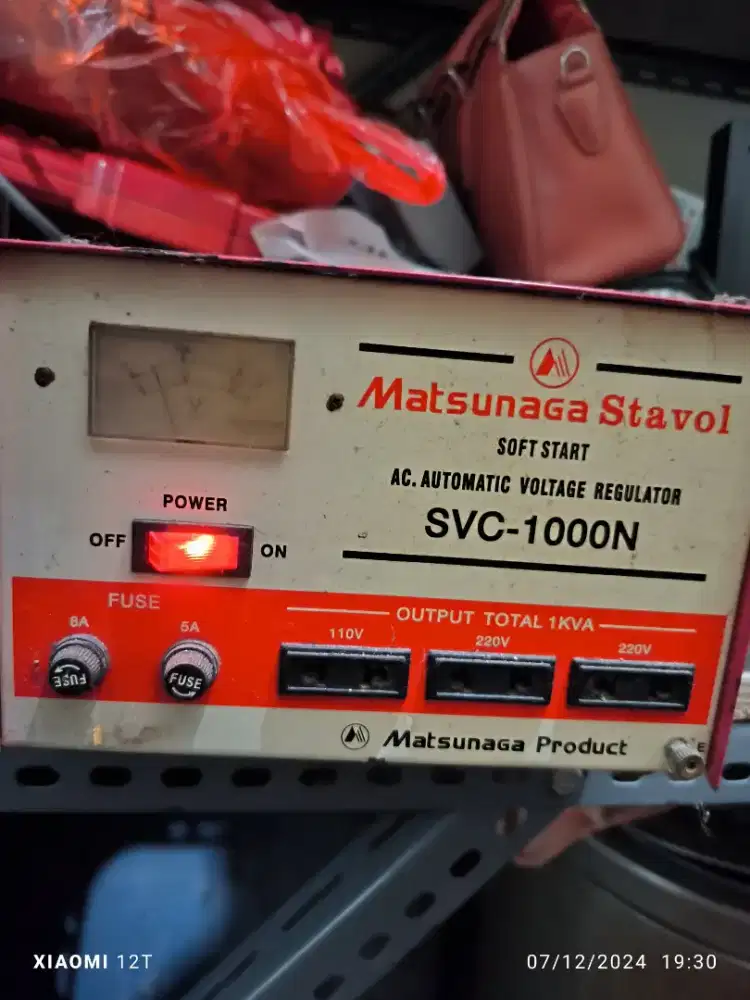 Matsunaga Stavol
SOFT START
AC. AUTOMATIC VOLTAGE REGULATOR
SVC-1000N
POWER
OFF
ON
FUSE
8A
5A
FUSE
FUSE
OUTPUT TOTAL 1KVA
110V
220V
220V
Matsunaga Product
E
XIAOMI 12T
07/12/2024 19:30